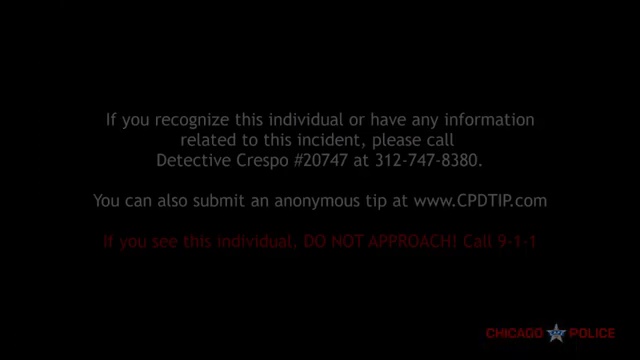 If you recognize this individual or have any information
related to this incident, please call
Detective Crespo #20747 at 312-747-8380.
You can also submit an anonymous tip at www.CPDTIP.com
If you see this individual, DO NOT APPROACH! Call 9-1-1
CHICAGO POLICE